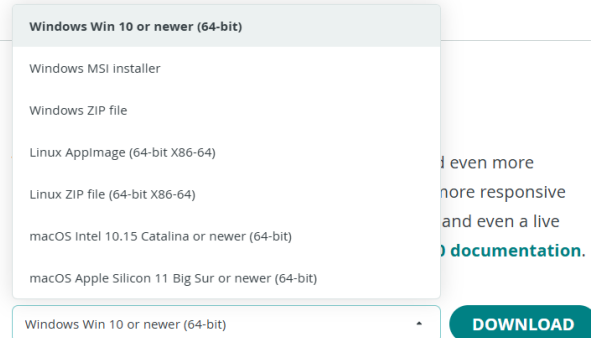 Windows Win 10 or newer (64-bit)
Windows MSI installer
Windows ZIP file
Linux AppImage (64-bit X86-64)
Linux ZIP file (64-bit X86-64)
macOS Intel 10.15 Catalina or newer (64-bit)
macOS Apple Silicon 11 Big Sur or newer (64-bit)
even more
more responsive
and even a live
documentation.
Windows Win 10 or newer (64-bit)
DOWNLOAD